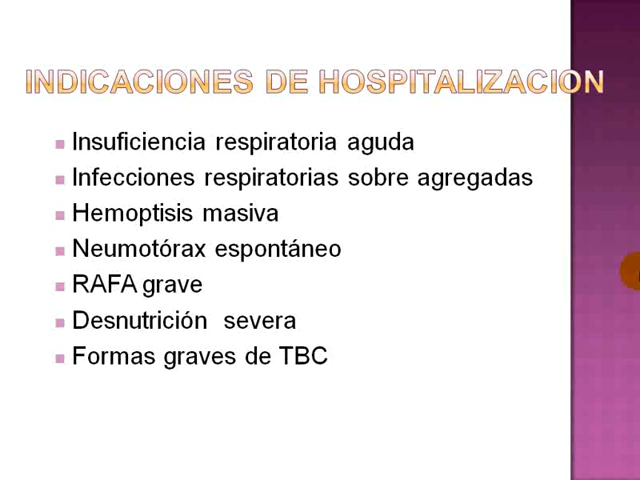 INDICACIONES DE HOSPITALIZACION
Insuficiencia respiratoria aguda
Infecciones respiratorias sobre agregadas
Hemoptisis masiva
Neumotórax espontáneo
RAFA grave
Desnutrición severa
Formas graves de TBC